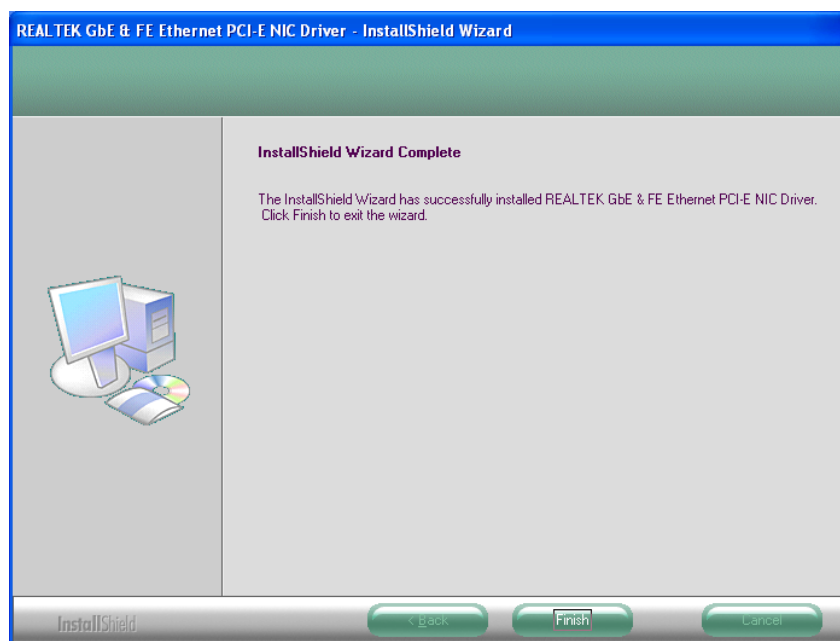 REALTEK GbE & FE Ethernet PCI-E NIC Driver - InstallShield Wizard
InstallShield Wizard Complete
The InstallShield Wizard has successfully installed REALTEK GbE & FE Ethernet PCI-E NIC Driver.
Click Finish to exit the wizard.
InstallShield
< Back
Finish
Cancel